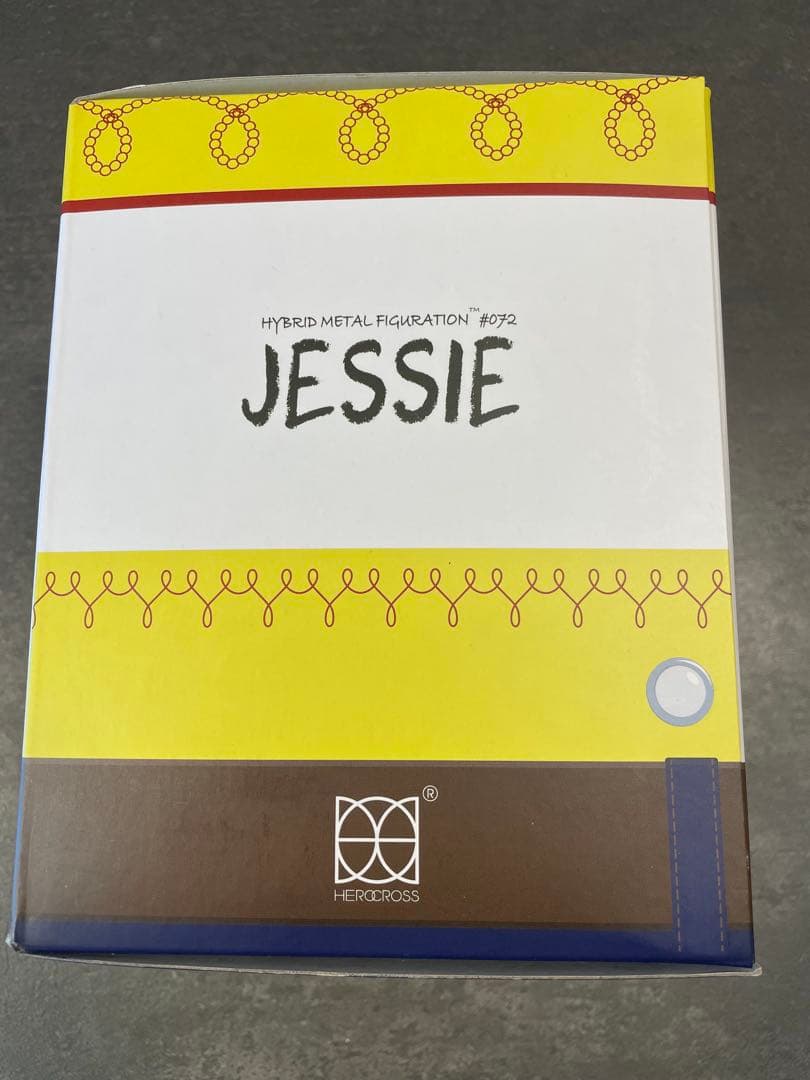 HYBRID METAL FIGURATION™ #072
JESSIE
®
HEROCROSS